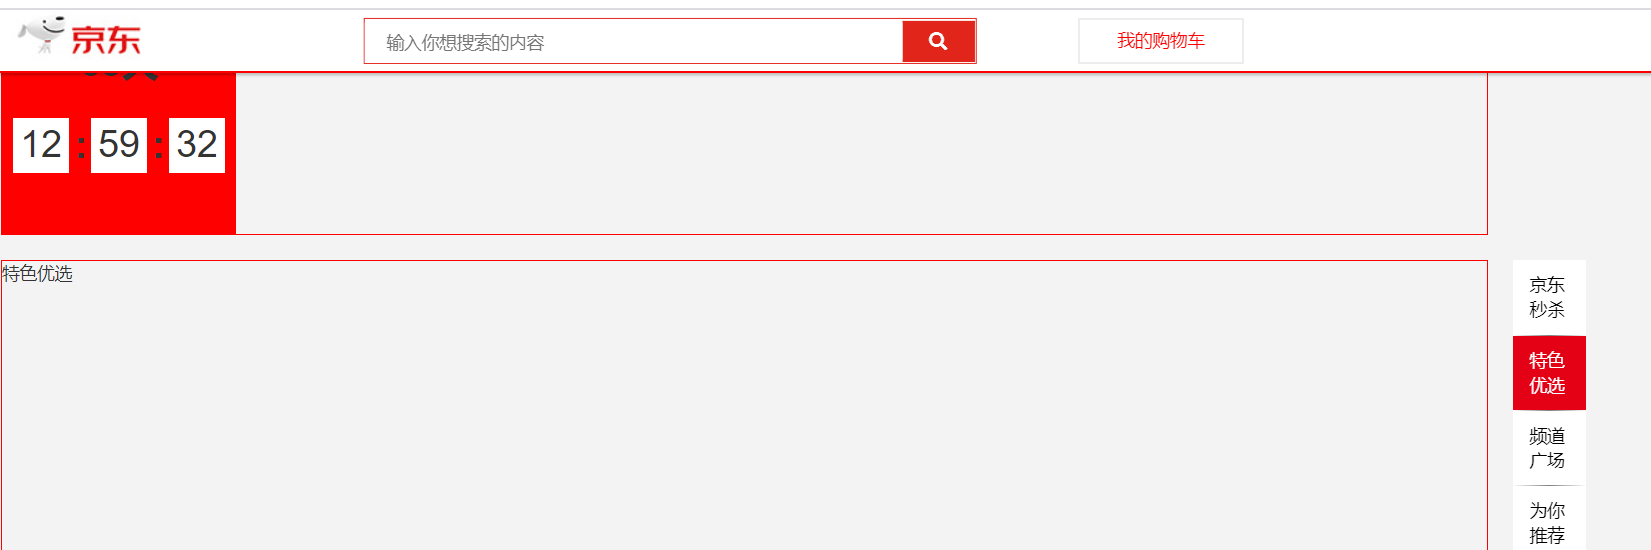 京东
输入你想搜索的内容
我的购物车
12 : 59 : 32
特色优选
京东
秒杀
特色
优选
频道
广场
为你
推荐